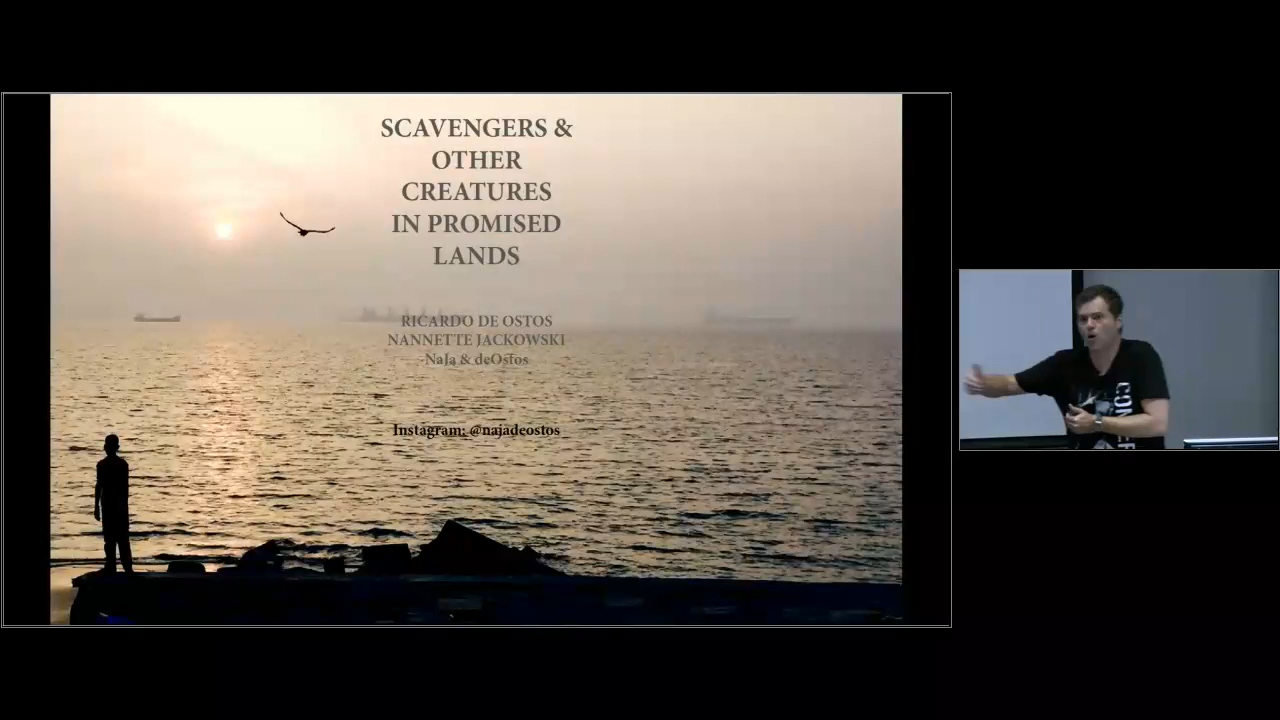 SCAVENGERS &
OTHER
CREATURES
IN PROMISED
LANDS
RICARDO DE OSTOS
NANNETTE JACKOWSKI
NaJa & deOstos
Instagram: @najadeostos